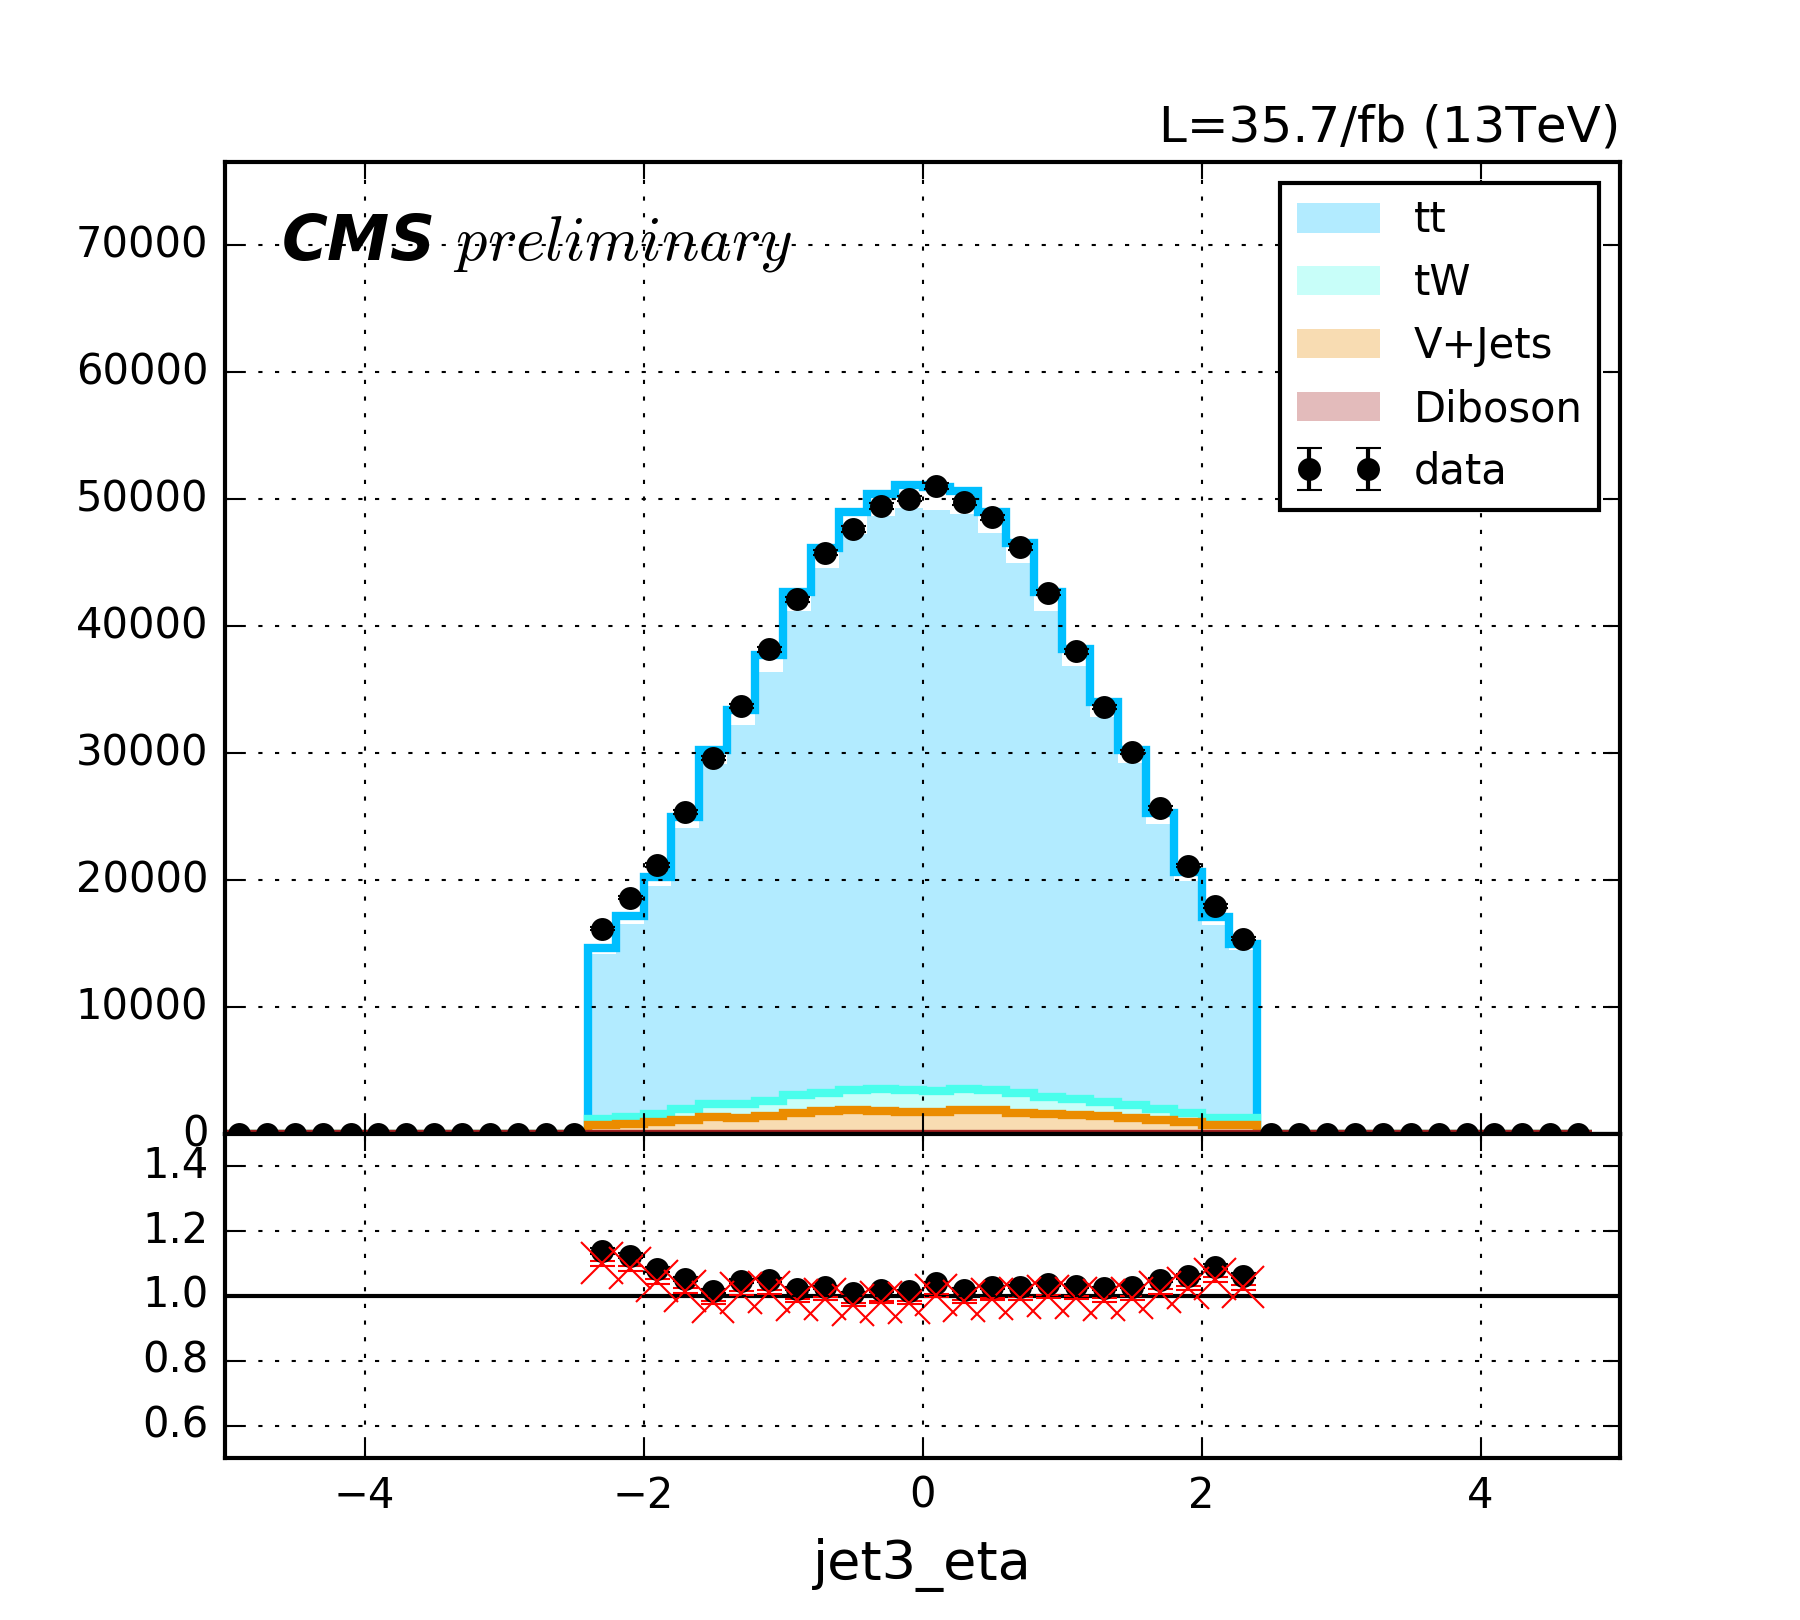 L=35.7/fb (13TeV)
CMS preliminary
tt
tW
V+Jets
Diboson
data
70000
60000
50000
40000
30000
20000
10000
0
1.4
1.2
1.0
0.8
0.6
−4 −2 0 2 4
jet3_eta